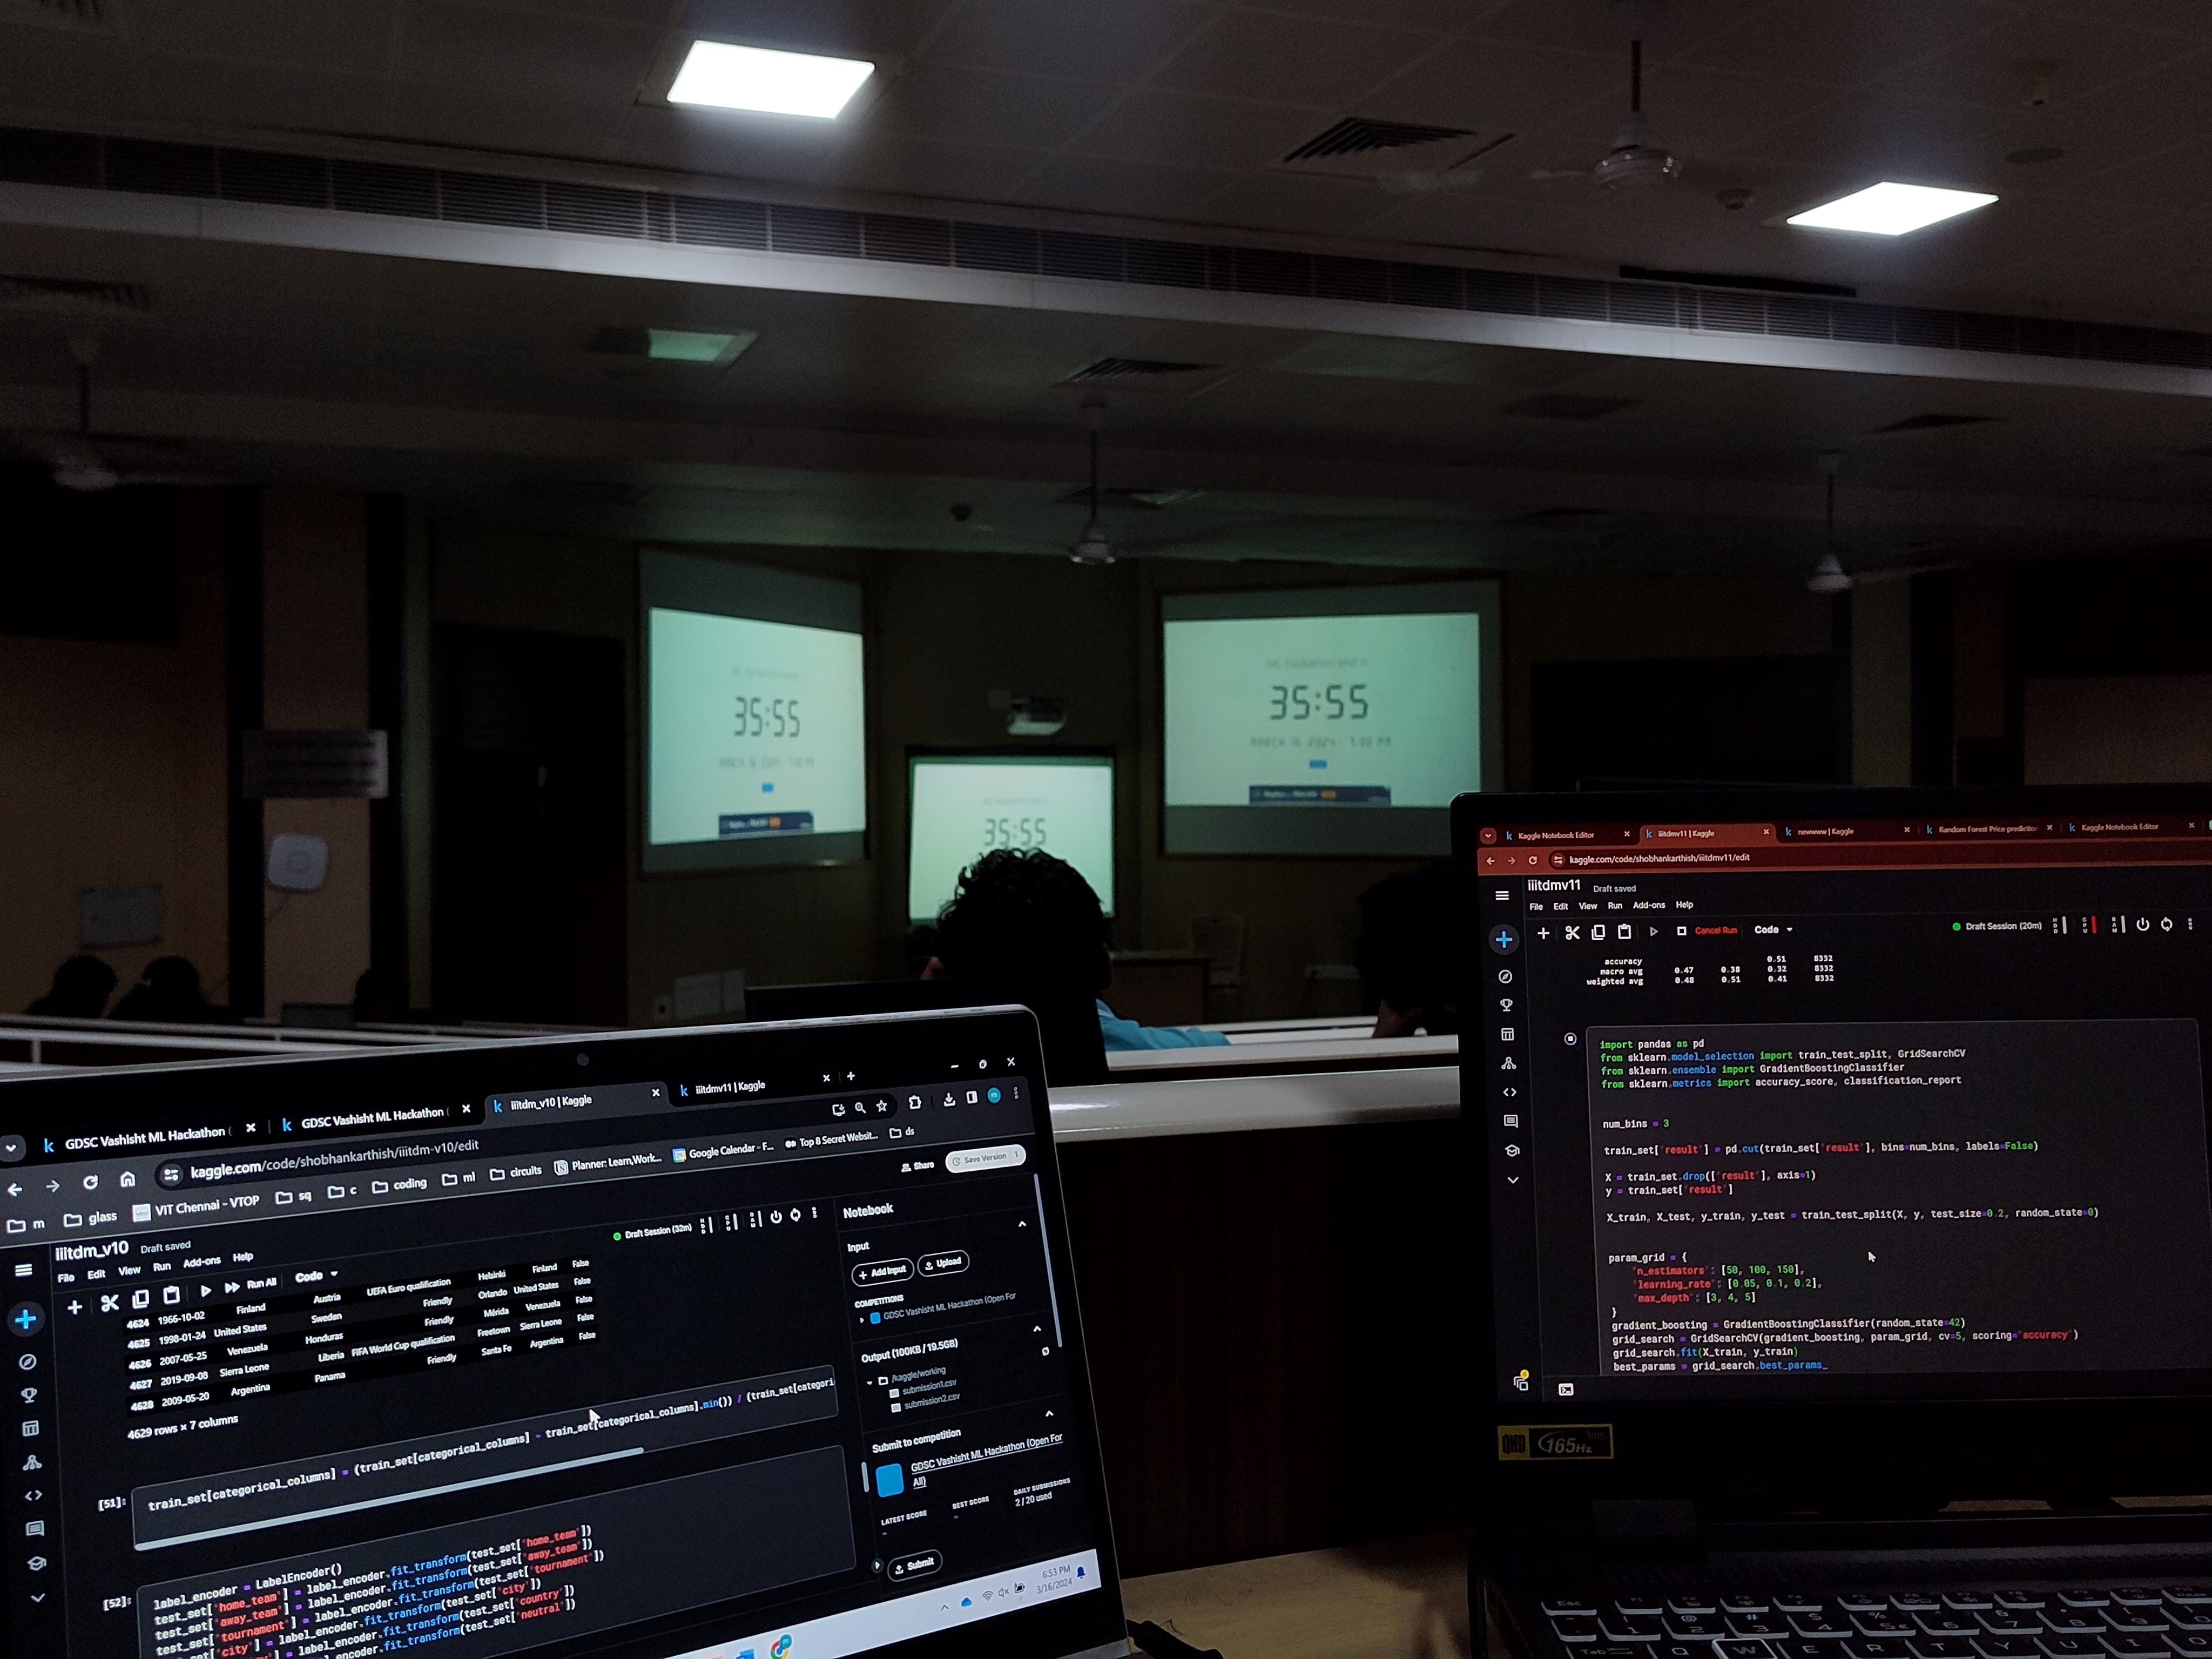 ML Hackathon end in
35:55
35:55
MARCH 16 2024 - 7:30 PM
35:55
GDSC Vashisht ML Hackathon (
GDSC Vashisht ML Hackathon (
iiitdm_v10 | Kaggle
iiitdmv11 | Kaggle
kaggle.com/code/shobhankarthish/iiitdm-v10/edit
m
glass
VIT Chennai - VTOP
sq
c
coding
ml
circuits
Planner: Learn,Work...
Google Calendar - F...
Top 8 Secret Websit...
ds
Share
Save Version
1
iiitdm_v10 Draft saved
File Edit View Run Add-ons Help
Run All Code
Draft Session (32m)
4624 1966-10-02 Finland Austria UEFA Euro qualification Helsinki Finland False
4625 1998-01-24 United States Sweden Friendly Orlando United States False
4626 2007-05-25 Venezuela Honduras Friendly Mérida Venezuela False
4627 2019-09-08 Sierra Leone Liberia FIFA World Cup qualification Freetown Sierra Leone False
4628 2009-05-20 Argentina Panama Friendly Santa Fe Argentina False
4629 rows × 7 columns
[51]:
train_set[categorical_columns] = (train_set[categorical_columns] - train_set[categorical_columns].min()) / (train_set[categori
[52]:
label_encoder = LabelEncoder()
test_set['home_team'] = label_encoder.fit_transform(test_set['home_team'])
test_set['away_team'] = label_encoder.fit_transform(test_set['away_team'])
test_set['tournament'] = label_encoder.fit_transform(test_set['tournament'])
test_set['city'] = label_encoder.fit_transform(test_set['city'])
= label_encoder.fit_transform(test_set['country'])
label_encoder.fit_transform(test_set['neutral'])
Notebook
Input
Add Input
Upload
COMPETITIONS
GDSC Vashisht ML Hackathon (Open For
Output (100KB / 19.5GB)
/kaggle/working
submission1.csv
submission2.csv
Submit to competition
GDSC Vashisht ML Hackathon (Open For
All)
LATEST SCORE
BEST SCORE
DAILY SUBMISSIONS
-
-
2 / 20 used
Submit
6:53 PM
3/16/2024
Kaggle Notebook Editor
iiitdmv11 | Kaggle
newwww | Kaggle
Random Forest Price prediction
Kaggle Notebook Editor
kaggle.com/code/shobhankarthish/iiitdmv11/edit
iiitdmv11 Draft saved
File Edit View Run Add-ons Help
Cancel Run Code
Draft Session (20m)
accuracy 0.51 8332
macro avg 0.47 0.38 0.32 8332
weighted avg 0.48 0.51 0.41 8332
import pandas as pd
from sklearn.model_selection import train_test_split, GridSearchCV
from sklearn.ensemble import GradientBoostingClassifier
from sklearn.metrics import accuracy_score, classification_report
num_bins = 3
train_set['result'] = pd.cut(train_set['result'], bins=num_bins, labels=False)
X = train_set.drop(['result'], axis=1)
y = train_set['result']
X_train, X_test, y_train, y_test = train_test_split(X, y, test_size=0.2, random_state=0)
param_grid = {
'n_estimators': [50, 100, 150],
'learning_rate': [0.05, 0.1, 0.2],
'max_depth': [3, 4, 5]
}
gradient_boosting = GradientBoostingClassifier(random_state=42)
grid_search = GridSearchCV(gradient_boosting, param_grid, cv=5, scoring='accuracy')
grid_search.fit(X_train, y_train)
best_params = grid_search.best_params_
QHD 165Hz
Esc
Tab Q W E R T Y U I O